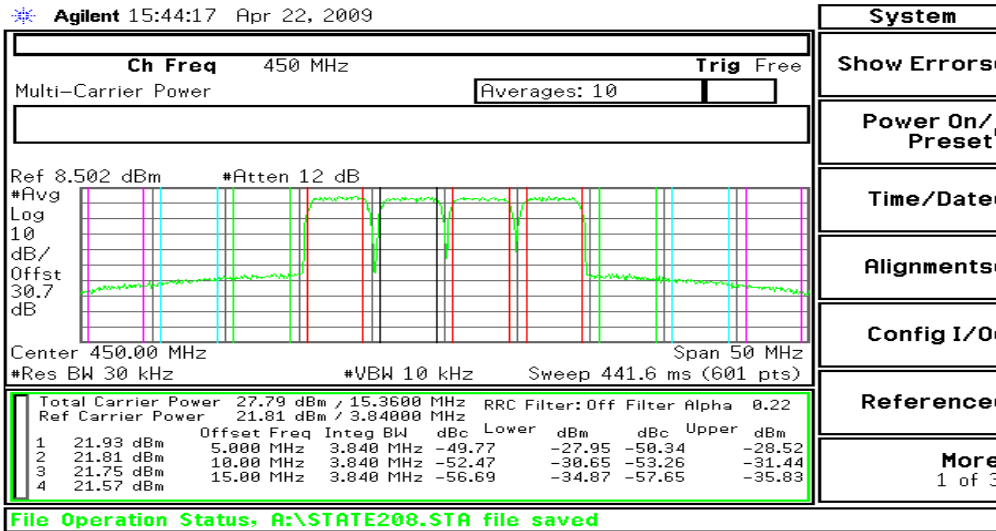 Agilent 15:44:17 Apr 22, 2009
System
Ch Freq 450 MHz Trig Free
Multi-Carrier Power
Averages: 10
Ref 8.502 dBm #Atten 12 dB
#Avg
Log
10
dB/
Offst
30.7
dB
Center 450.00 MHz Span 50 MHz
#Res BW 30 kHz #VBW 10 kHz Sweep 441.6 ms (601 pts)
Total Carrier Power 27.79 dBm / 15.3600 MHz RRC Filter: Off Filter Alpha 0.22
Ref Carrier Power 21.81 dBm / 3.84000 MHz
Offset Freq Integ BW dBc Lower dBm dBc Upper dBm
1 21.93 dBm 5.000 MHz 3.840 MHz -49.77 -27.95 -50.34 -28.52
2 21.81 dBm 10.00 MHz 3.840 MHz -52.47 -30.65 -53.26 -31.44
3 21.75 dBm 15.00 MHz 3.840 MHz -56.69 -34.87 -57.65 -35.83
4 21.57 dBm
File Operation Status, A:\STATE208.STA file saved
Show Errors
Power On/
Preset
Time/Date
Alignments
Config I/O
Reference
More
1 of 3